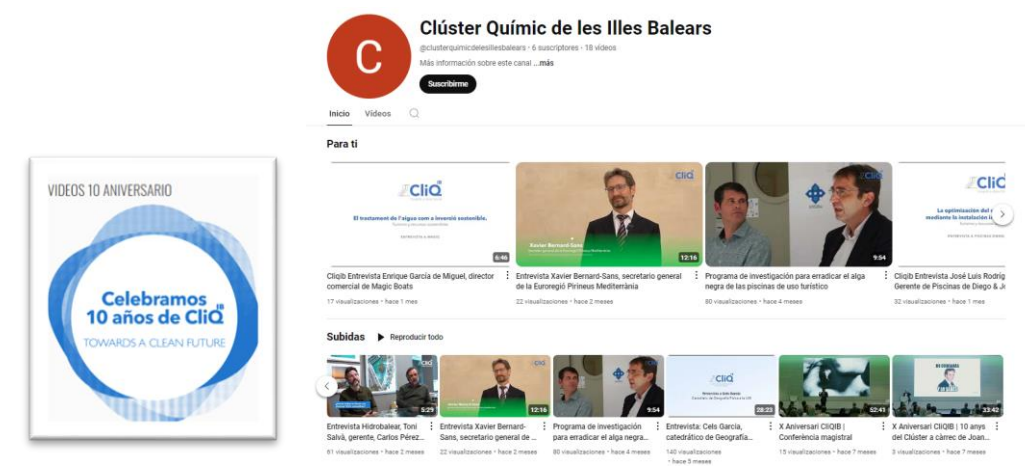 VIDEOS 10 ANIVERSARIO
Celebramos
10 años de CliQ IB
TOWARDS A CLEAN FUTURE
C
Clúster Químic de les Illes Balears
@clusterquimicdelesillesbalears · 6 suscriptores · 18 vídeos
Más información sobre este canal ...más
Suscribirme
Inicio Vídeos
Para ti
CliQ
El tractament de l'aigua com a inversió sostenible.
6:46
Cliqib Entrevista Enrique García de Miguel, director
comercial de Magic Boats
17 visualizaciones · hace 1 mes
CliQ
Xavier Bernard-Sans
12:16
Entrevista Xavier Bernard-Sans, secretario general
de la Euroregió Pirineus Mediterrània
22 visualizaciones · hace 2 meses
9:54
Programa de investigación para erradicar el alga
negra de las piscinas de uso turístico
80 visualizaciones · hace 4 meses
CliQ
La optimización del
mediante la instalación
Cliqib Entrevista José Luis Rodríg
Gerente de Piscinas de Diego & J
32 visualizaciones · hace 1 mes
Subidas Reproducir todo
5:29
Entrevista Hidrobalear, Toni
Salvà, gerente, Carlos Pérez...
61 visualizaciones · hace 2 meses
12:16
Entrevista Xavier Bernard-
Sans, secretario general de ...
22 visualizaciones · hace 2 meses
9:54
Programa de investigación
para erradicar el alga negra...
80 visualizaciones · hace 4 meses
CliQ
28:23
Entrevista: Cels Garcia,
catedrático de Geografía...
140 visualizaciones
· hace 5 meses
52:41
X Aniversari CliQIB |
Conferència magistral
15 visualizaciones · hace 7 meses
33:42
X Aniversari CliQIB | 10 anys
del Clúster a càrrec de Joan...
3 visualizaciones · hace 7 meses